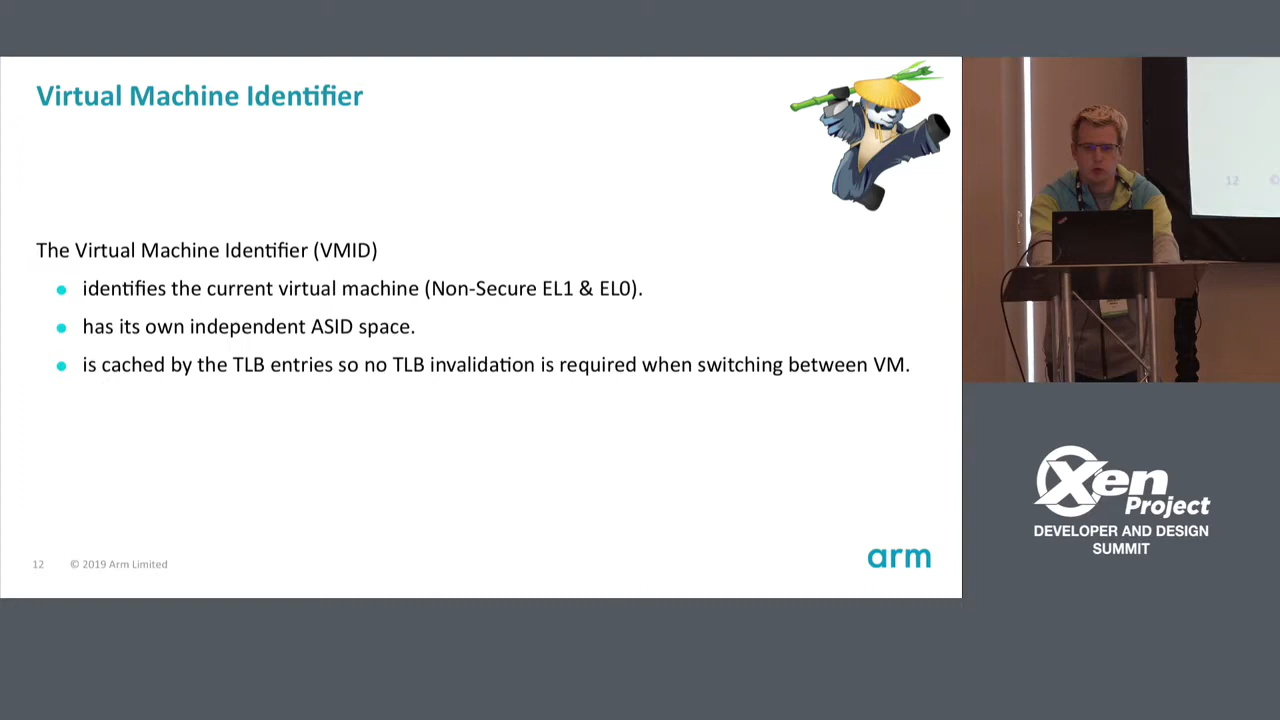 Virtual Machine Identifier
The Virtual Machine Identifier (VMID)
identifies the current virtual machine (Non-Secure EL1 & EL0).
has its own independent ASID space.
is cached by the TLB entries so no TLB invalidation is required when switching between VM.
12 © 2019 Arm Limited
arm
12 ©
Xen
Project
DEVELOPER AND DESIGN
SUMMIT